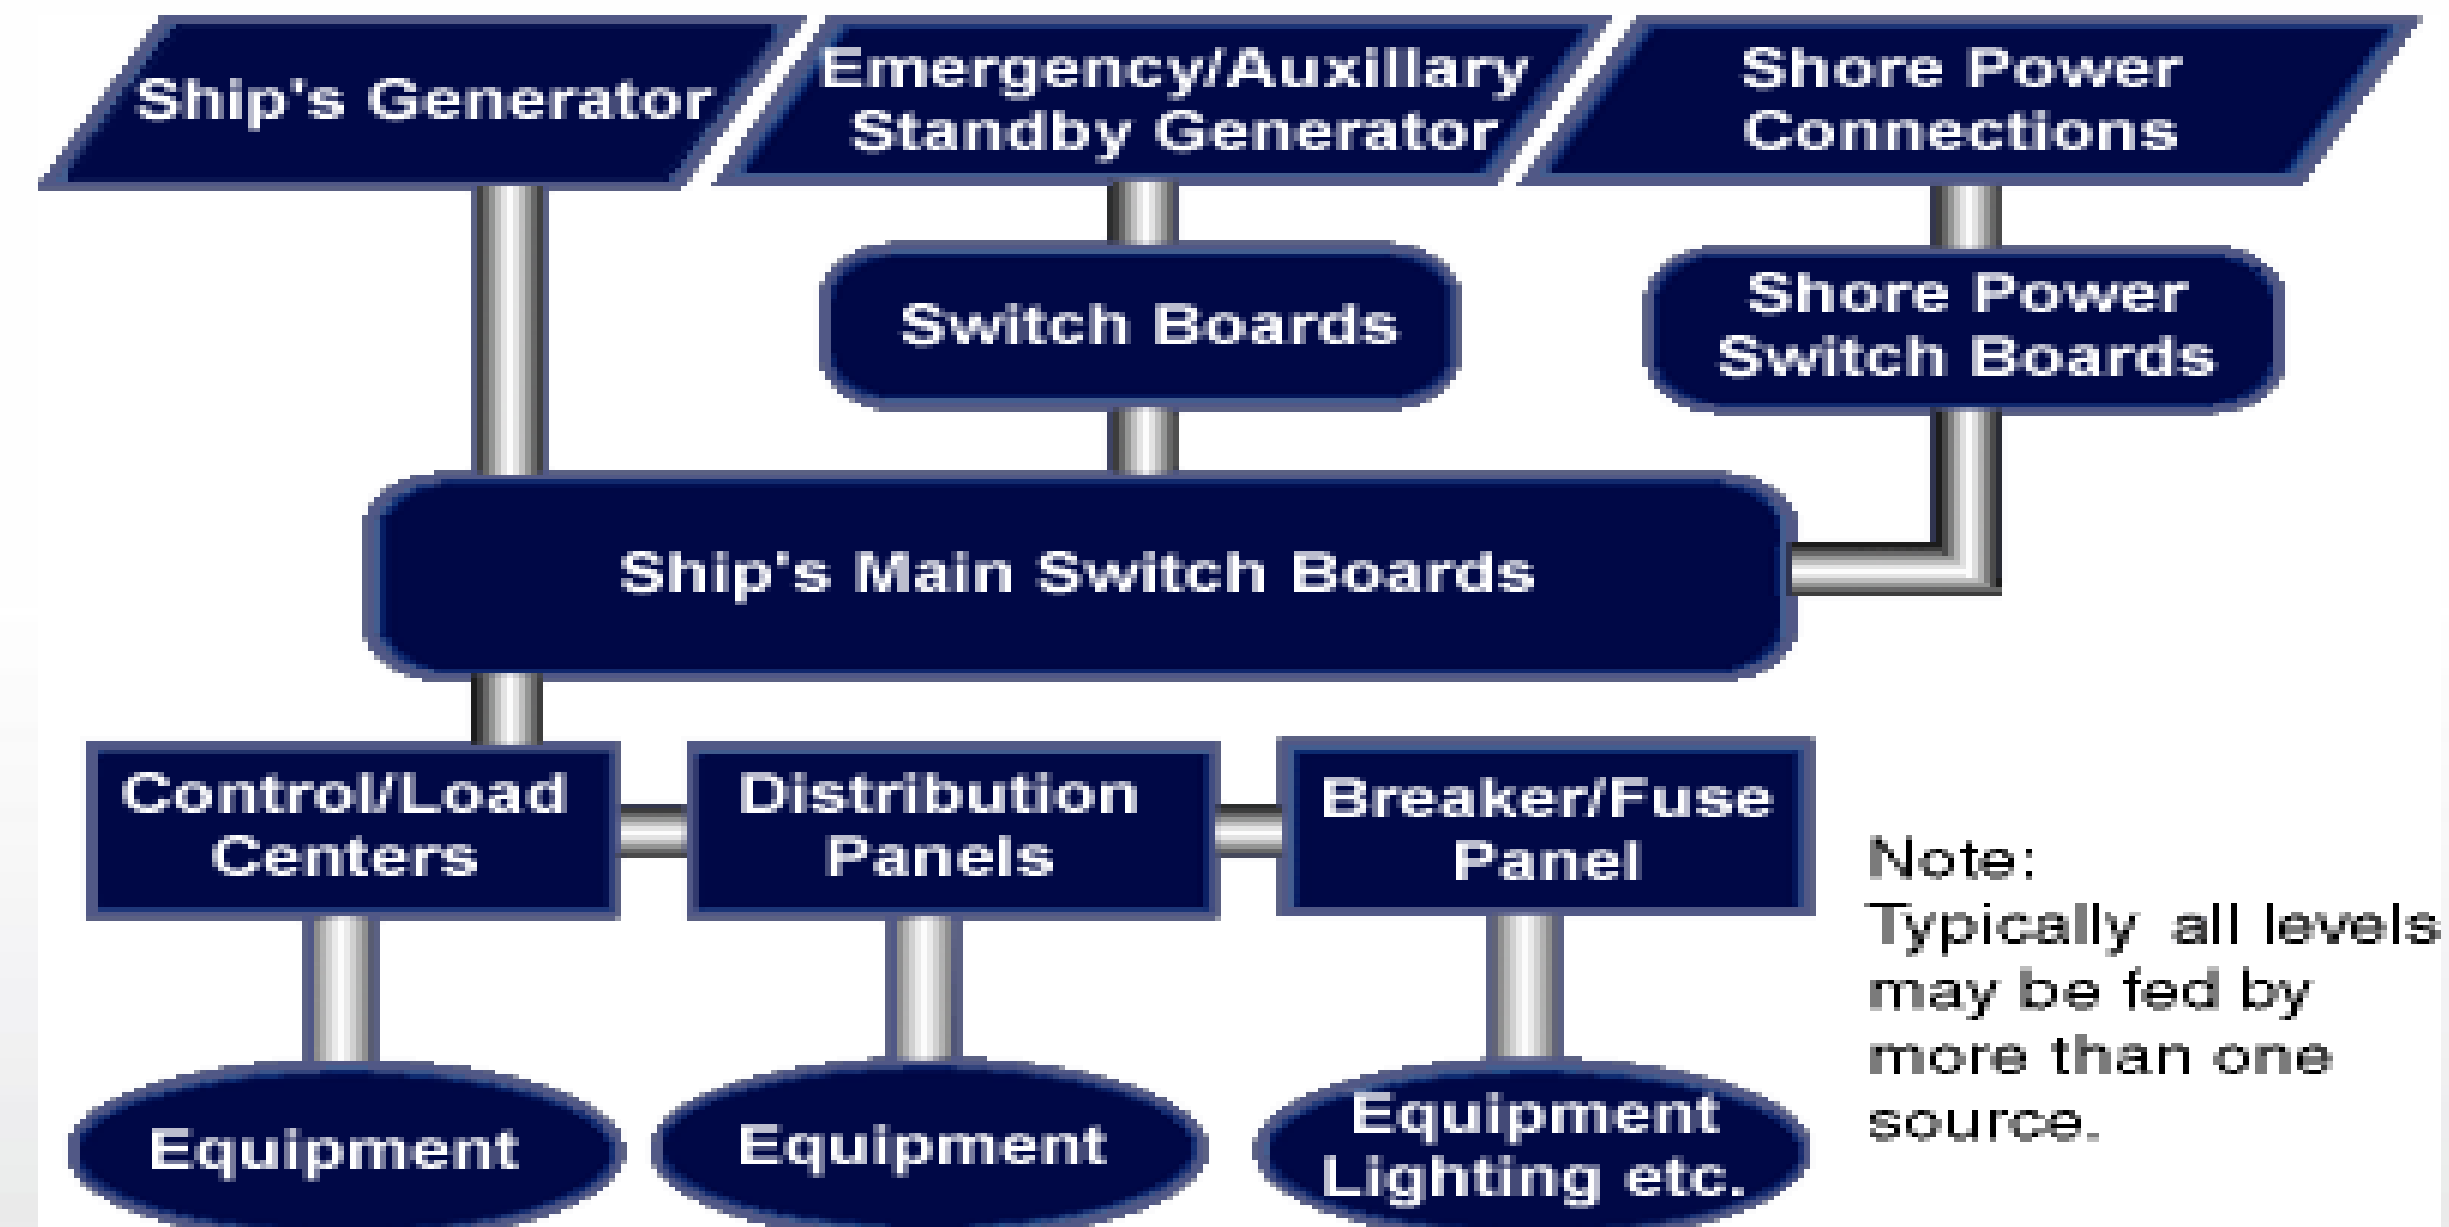 Ship's Generator
Emergency/Auxillary
Standby Generator
Shore Power
Connections
Switch Boards
Shore Power
Switch Boards
Ship's Main Switch Boards
Control/Load
Centers
Distribution
Panels
Breaker/Fuse
Panel
Note:
Typically all levels
may be fed by
more than one
source.
Equipment
Equipment
Equipment
Lighting etc.